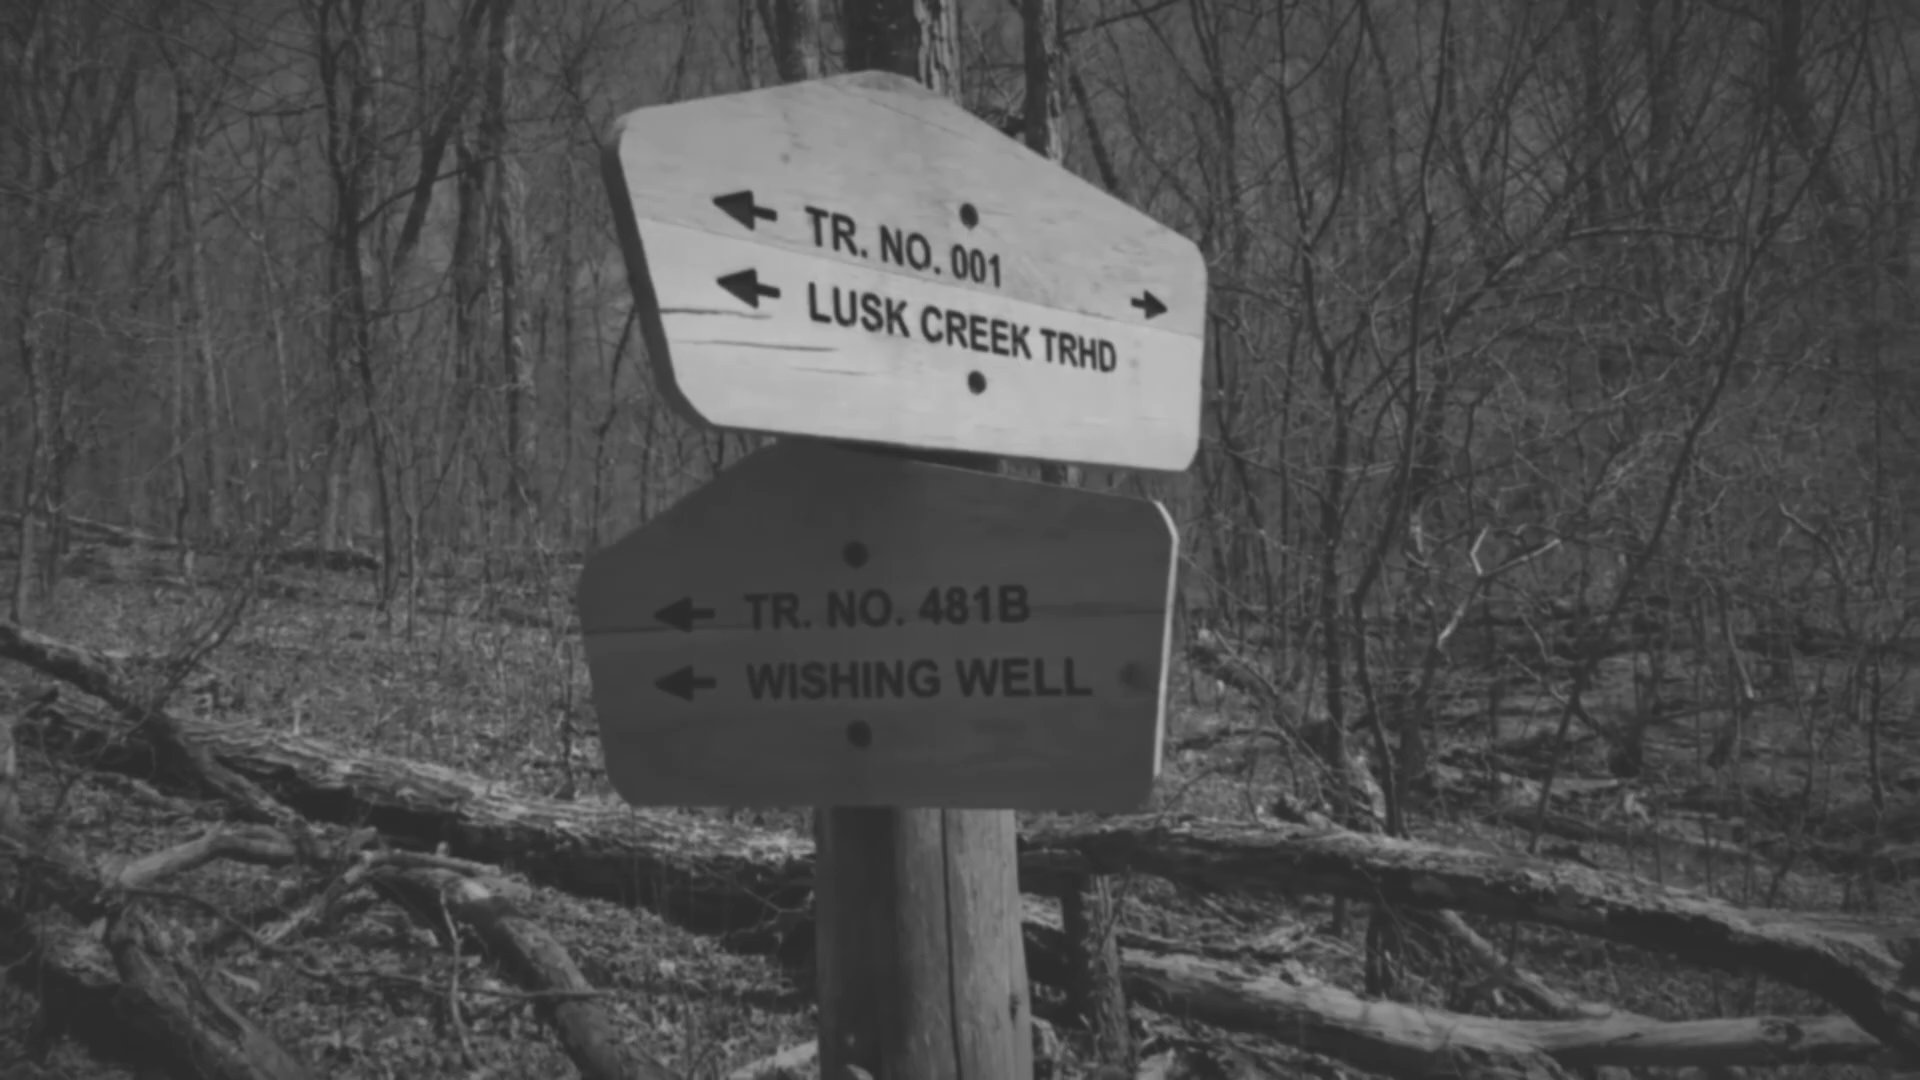 TR. NO. 001
LUSK CREEK TRHD
TR. NO. 481B
WISHING WELL